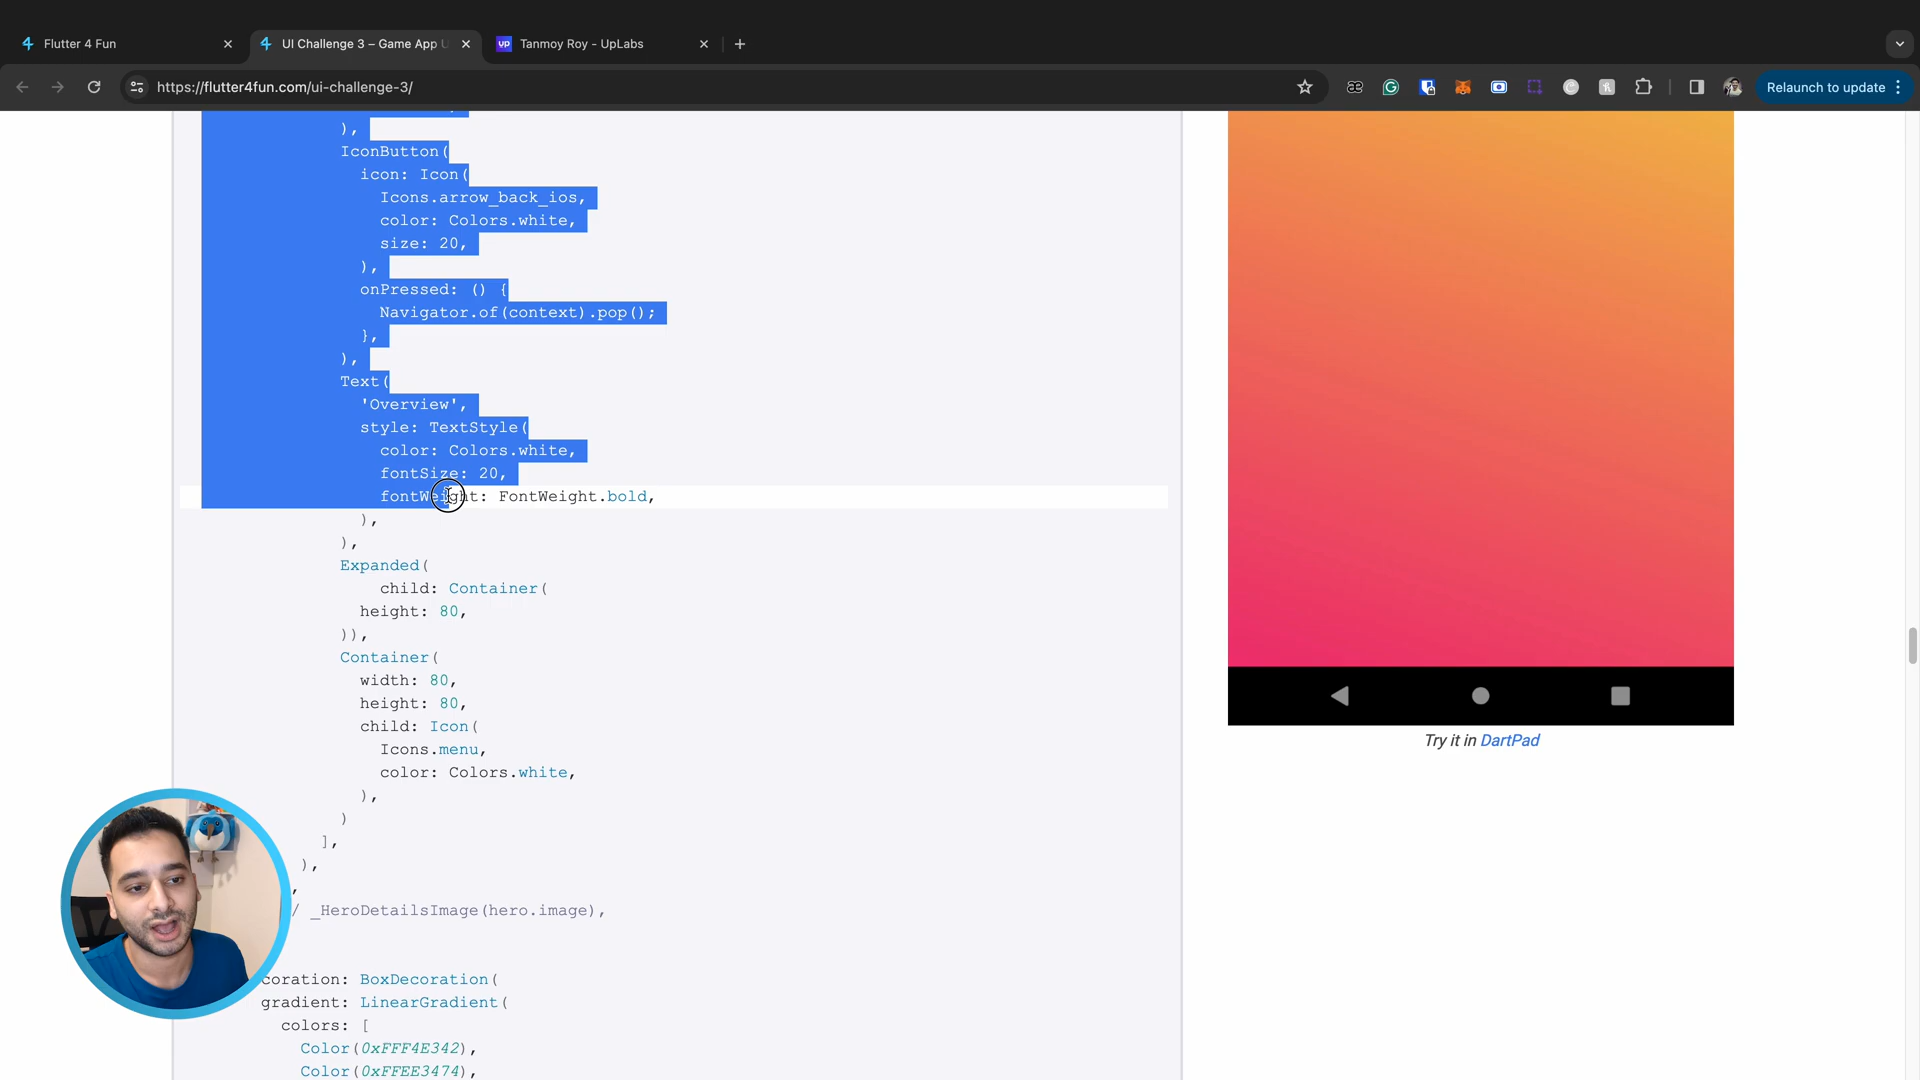 Flutter 4 Fun
UI Challenge 3 – Game App U
Tanmoy Roy - UpLabs
https://flutter4fun.com/ui-challenge-3/
Relaunch to update
),
IconButton(
icon: Icon(
Icons.arrow_back_ios,
color: Colors.white,
size: 20,
),
onPressed: () {
Navigator.of(context).pop();
},
),
Text(
'Overview',
style: TextStyle(
color: Colors.white,
fontSize: 20,
fontWeight: FontWeight.bold,
),
),
Expanded(
child: Container(
height: 80,
)),
Container(
width: 80,
height: 80,
child: Icon(
Icons.menu,
color: Colors.white,
),
)
],
),
,
/ _HeroDetailsImage(hero.image),
coration: BoxDecoration(
gradient: LinearGradient(
colors: [
Color(0xFFF4E342),
Color(0xFFEE3474),
Try it in DartPad